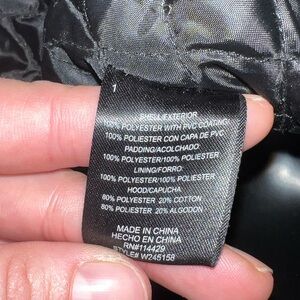 1
SHELL/EXTERIOR
100% POLYESTER WITH PVC COATING
100% POLIESTER CON CAPA DE PVC
PADDING/ACOLCHADO:
100% POLYESTER/100% POLIESTER
LINING/FORRO
100% POLYESTER/100% POLIESTER
HOOD/CAPUCHA
80% POLYESTER 20% COTTON
80% POLIESTER 20% ALGODON
MADE IN CHINA
HECHO EN CHINA
RN#114429
STYLE# W245158